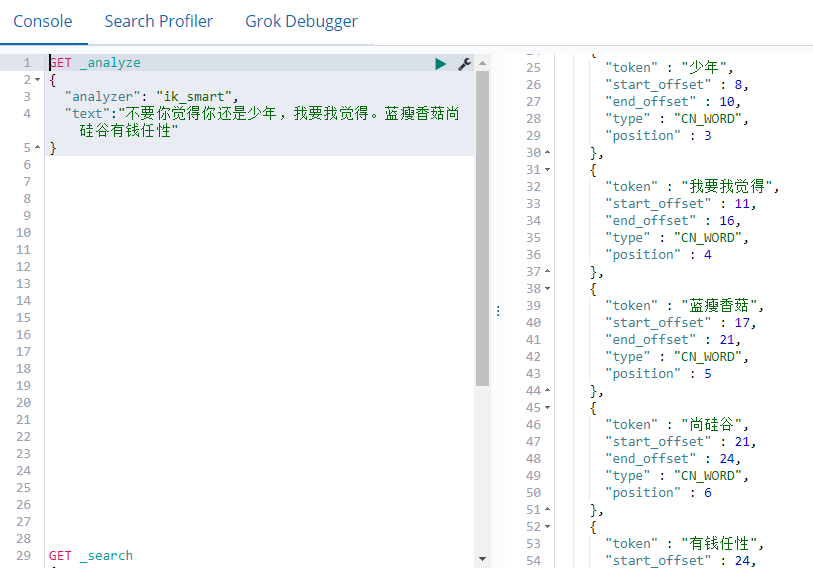 Console Search Profiler Grok Debugger
1 GET _analyze
2 {
3 "analyzer": "ik_smart",
4 "text":"不要你觉得你还是少年，我要我觉得。蓝瘦香菇尚
硅谷有钱任性"
5 }
6
7
8
9
10
11
12
13
14
15
16
17
18
19
20
21
22
23
24
25
26
27
28
29 GET _search
{
25 "token" : "少年",
26 "start_offset" : 8,
27 "end_offset" : 10,
28 "type" : "CN_WORD",
29 "position" : 3
30 },
31 {
32 "token" : "我要我觉得",
33 "start_offset" : 11,
34 "end_offset" : 16,
35 "type" : "CN_WORD",
36 "position" : 4
37 },
38 {
39 "token" : "蓝瘦香菇",
40 "start_offset" : 17,
41 "end_offset" : 21,
42 "type" : "CN_WORD",
43 "position" : 5
44 },
45 {
46 "token" : "尚硅谷",
47 "start_offset" : 21,
48 "end_offset" : 24,
49 "type" : "CN_WORD",
50 "position" : 6
51 },
52 {
53 "token" : "有钱任性",
54 "start_offset" : 24,